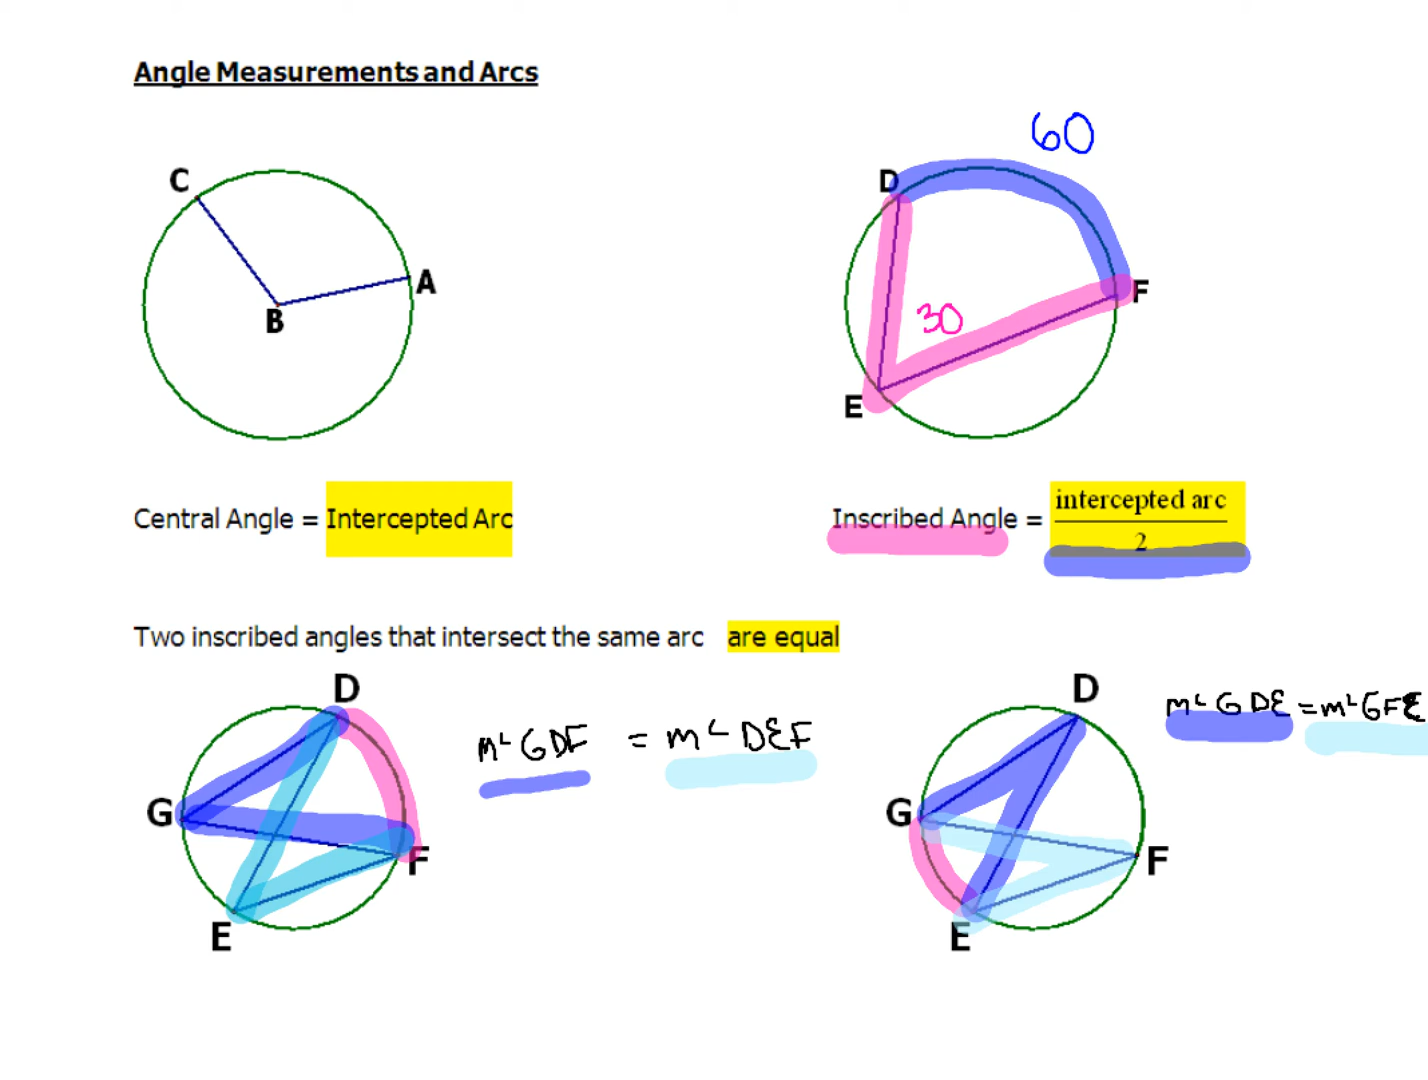 Angle Measurements and Arcs
60
C
D
A
F
B
30
E
Central Angle = Intercepted Arc
Inscribed Angle = intercepted arc
2
Two inscribed angles that intersect the same arc are equal
D
D
m∠GDF = m∠DEF
m∠GDE = m∠GFE
G
G
F
F
E
E